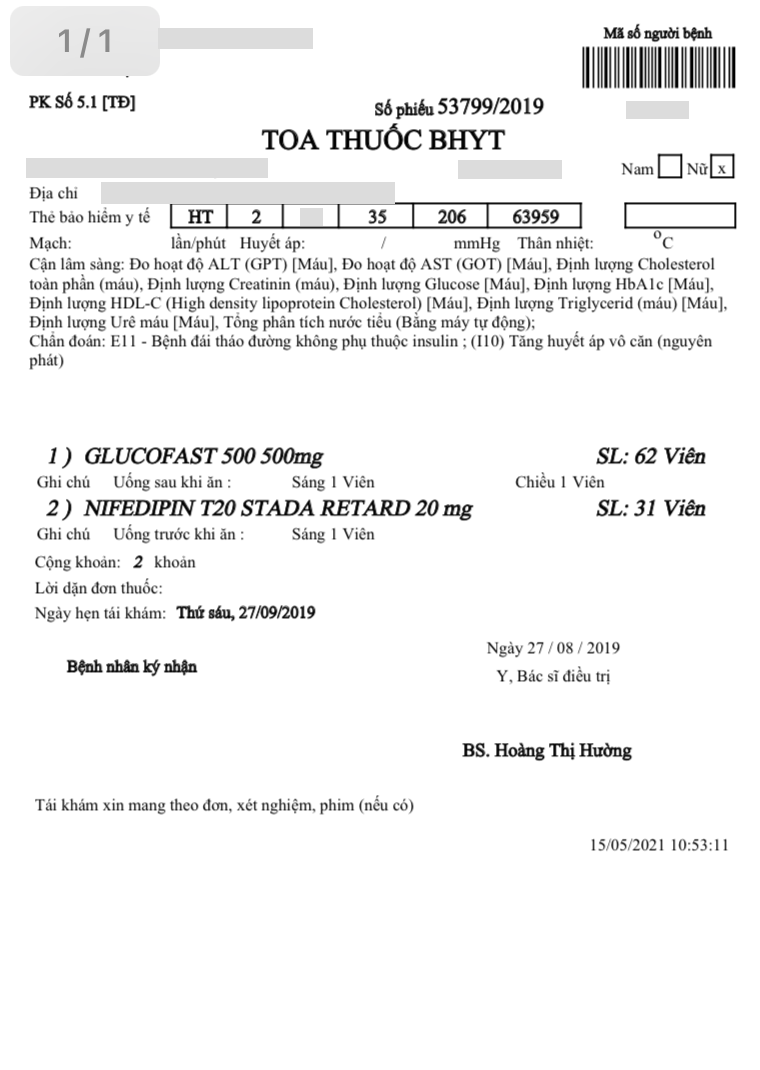 1/1
Mã số người bệnh
PK Số 5.1 [TĐ]
Số phiếu 53799/2019
TOA THUỐC BHYT
Nam Nữ x
Địa chỉ
Thẻ bảo hiểm y tế HT 2 35 206 63959
Mạch: lần/phút Huyết áp: / mmHg Thân nhiệt: °C
Cận lâm sàng: Đo hoạt độ ALT (GPT) [Máu], Đo hoạt độ AST (GOT) [Máu], Định lượng Cholesterol
toàn phần (máu), Định lượng Creatinin (máu), Định lượng Glucose [Máu], Định lượng HbA1c [Máu],
Định lượng HDL-C (High density lipoprotein Cholesterol) [Máu], Định lượng Triglycerid (máu) [Máu],
Định lượng Urê máu [Máu], Tổng phân tích nước tiểu (Bằng máy tự động);
Chẩn đoán: E11 - Bệnh đái tháo đường không phụ thuộc insulin ; (I10) Tăng huyết áp vô căn (nguyên
phát)
1 ) GLUCOFAST 500 500mg SL: 62 Viên
Ghi chú Uống sau khi ăn : Sáng 1 Viên Chiều 1 Viên
2 ) NIFEDIPIN T20 STADA RETARD 20 mg SL: 31 Viên
Ghi chú Uống trước khi ăn : Sáng 1 Viên
Cộng khoản: 2 khoản
Lời dặn đơn thuốc:
Ngày hẹn tái khám: Thứ sáu, 27/09/2019
Ngày 27 / 08 / 2019
Bệnh nhân ký nhận
Y, Bác sĩ điều trị
BS. Hoàng Thị Hường
Tái khám xin mang theo đơn, xét nghiệm, phim (nếu có)
15/05/2021 10:53:11